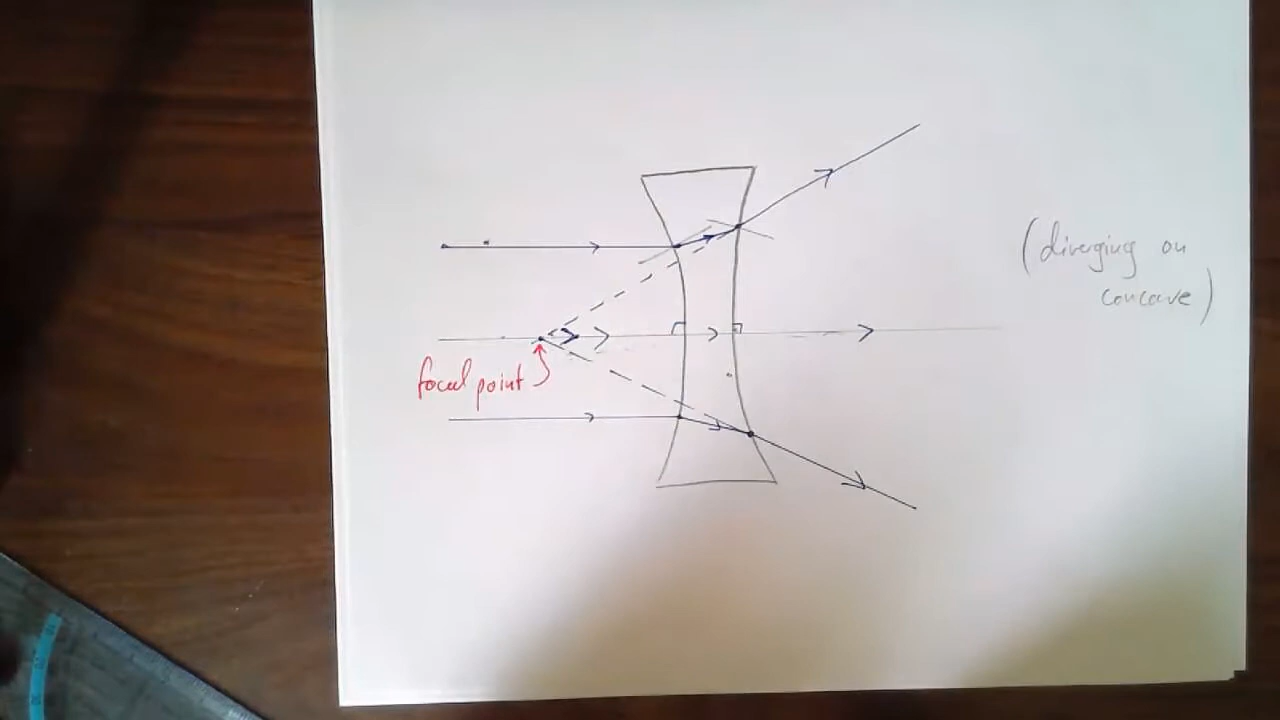 (diverging or
concave)
focal point